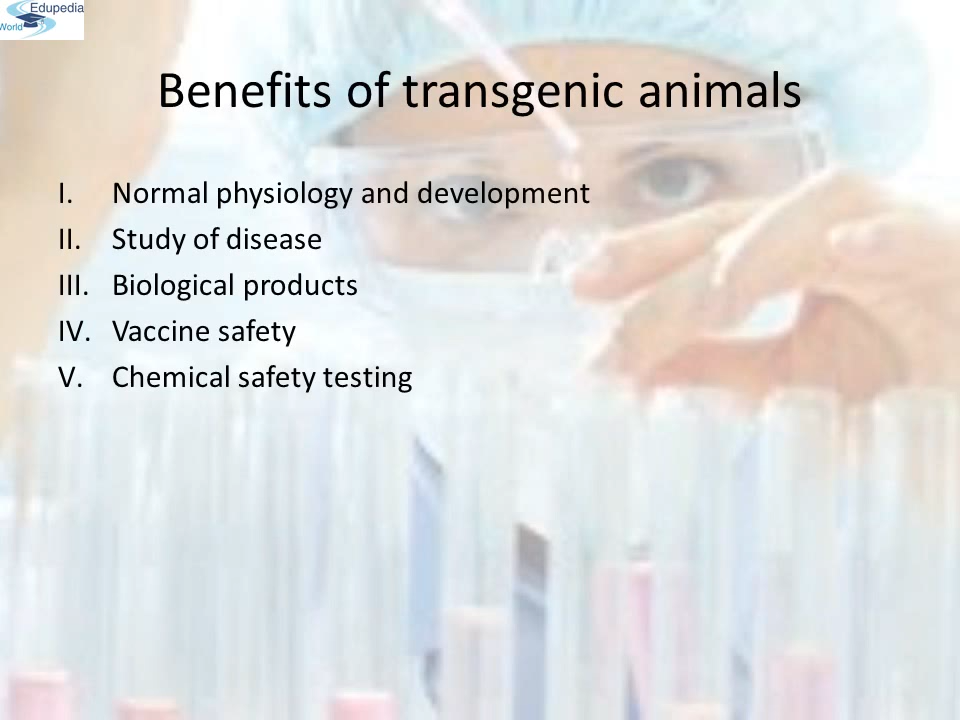 Edupedia
World
Benefits of transgenic animals
I. Normal physiology and development
II. Study of disease
III. Biological products
IV. Vaccine safety
V. Chemical safety testing